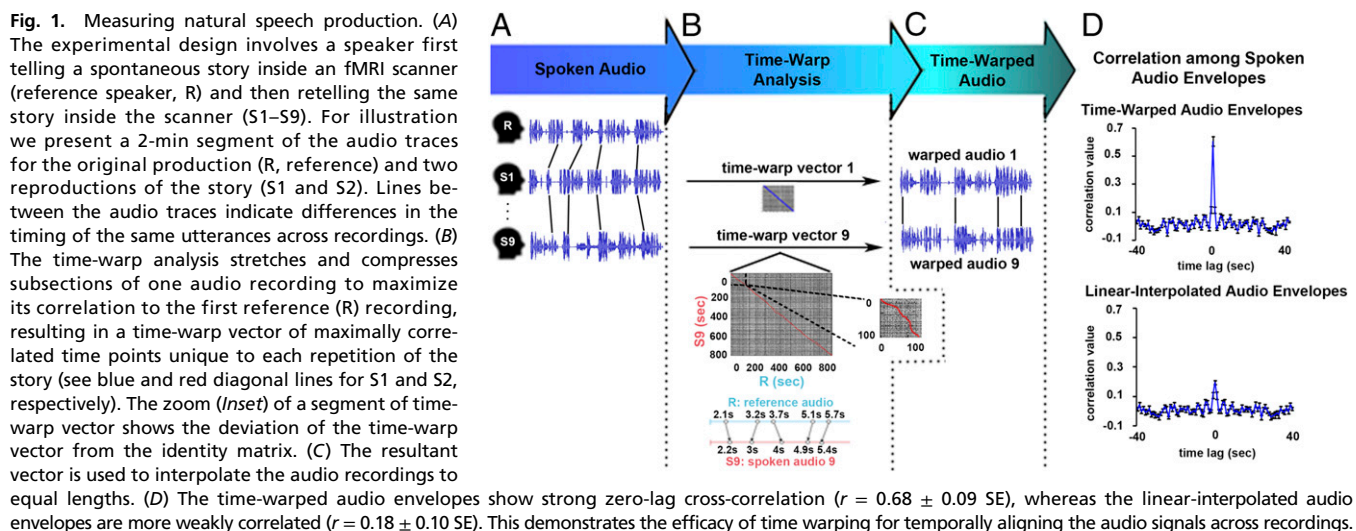 Fig. 1. Measuring natural speech production. (A)
The experimental design involves a speaker first
telling a spontaneous story inside an fMRI scanner
(reference speaker, R) and then retelling the same
story inside the scanner (S1–S9). For illustration
we present a 2-min segment of the audio traces
for the original production (R, reference) and two
reproductions of the story (S1 and S2). Lines be-
tween the audio traces indicate differences in the
timing of the same utterances across recordings. (B)
The time-warp analysis stretches and compresses
subsections of one audio recording to maximize
its correlation to the first reference (R) recording,
resulting in a time-warp vector of maximally corre-
lated time points unique to each repetition of the
story (see blue and red diagonal lines for S1 and S2,
respectively). The zoom (Inset) of a segment of time-
warp vector shows the deviation of the time-warp
vector from the identity matrix. (C) The resultant
vector is used to interpolate the audio recordings to
equal lengths. (D) The time-warped audio envelopes show strong zero-lag cross-correlation (r = 0.68 ± 0.09 SE), whereas the linear-interpolated audio
envelopes are more weakly correlated (r = 0.18 ± 0.10 SE). This demonstrates the efficacy of time warping for temporally aligning the audio signals across recordings.
A
Spoken Audio
R
S1
S9
B
Time-Warp
Analysis
time-warp vector 1
time-warp vector 9
S9 (sec)
0
200
400
600
800
0 200 400 600 800
R (sec)
0
100
0 100
R: reference audio
2.1s 3.2s 3.7s 5.1s 5.7s
2.2s 3s 4s 4.9s 5.4s
S9: spoken audio 9
C
Time-Warped
Audio
warped audio 1
warped audio 9
D
Correlation among Spoken
Audio Envelopes
Time-Warped Audio Envelopes
correlation value
0.7
0.5
0.3
0.1
-0.1
-40 0 40
time lag (sec)
Linear-Interpolated Audio Envelopes
correlation value
0.7
0.5
0.3
0.1
-0.1
-40 0 40
time lag (sec)